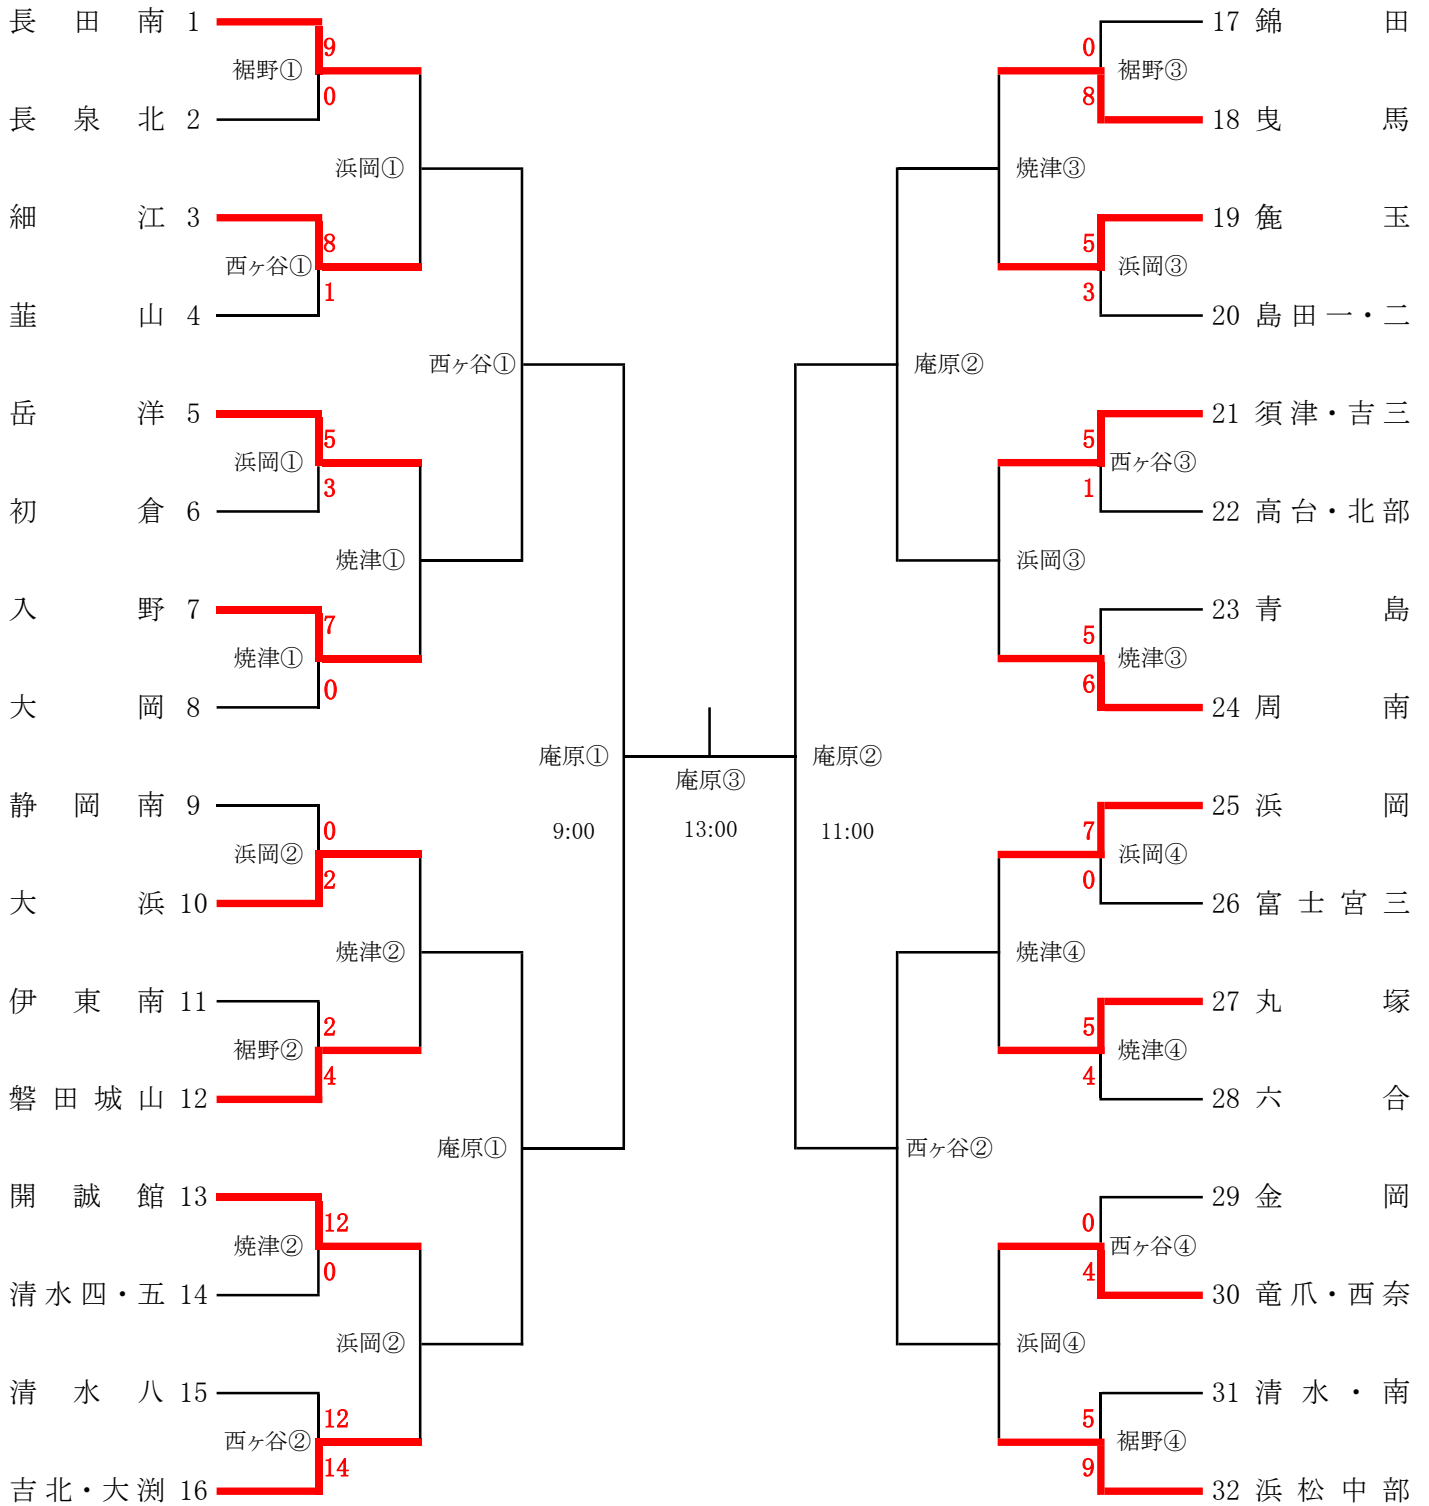 長田南 1
9
裾野①
0
長泉北 2
浜岡①
細江 3
8
西ヶ谷①
1
韮山 4
西ヶ谷①
岳洋 5
5
浜岡①
3
初倉 6
焼津①
入野 7
7
焼津①
0
大岡 8
庵原①
9:00
静岡南 9
0
浜岡②
2
大浜 10
焼津②
伊東南 11
2
裾野②
4
磐田城山 12
庵原①
開誠館 13
12
焼津②
0
清水四・五 14
浜岡②
清水八 15
12
西ヶ谷②
14
吉北・大渕 16
庵原③
13:00
17 錦田
0
裾野③
8
18 曳馬
焼津③
19 麁玉
5
浜岡③
3
20 島田一・二
庵原②
21 須津・吉三
5
西ヶ谷③
1
22 高台・北部
浜岡③
23 青島
5
焼津③
6
24 周南
庵原②
11:00
25 浜岡
7
浜岡④
0
26 富士宮三
焼津④
27 丸塚
5
焼津④
4
28 六合
西ヶ谷②
29 金岡
0
西ヶ谷④
4
30 竜爪・西奈
浜岡④
31 清水・南
5
裾野④
9
32 浜松中部